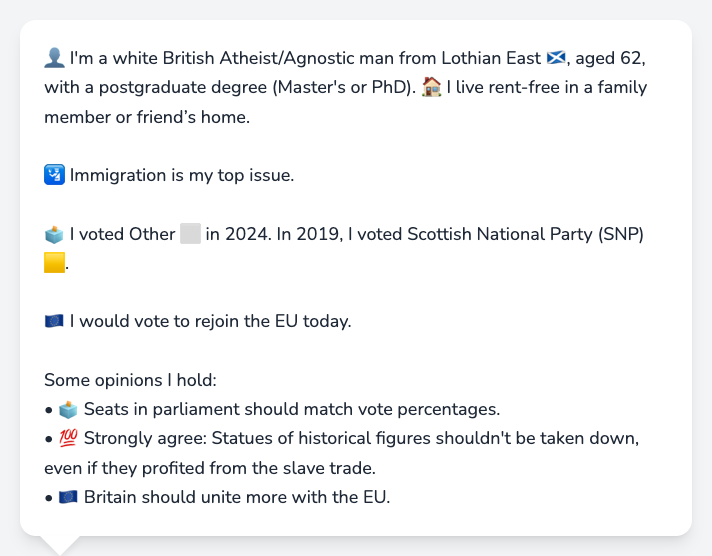 👤 I'm a white British Atheist/Agnostic man from Lothian East 🏴󠁧󠁢󠁳󠁣󠁴󠁿, aged 62,
with a postgraduate degree (Master's or PhD). 🏠 I live rent-free in a family
member or friend’s home.
🛂 Immigration is my top issue.
🗳️ I voted Other ⬜ in 2024. In 2019, I voted Scottish National Party (SNP)
🟨.
🇪🇺 I would vote to rejoin the EU today.
Some opinions I hold:
• 🗳️ Seats in parliament should match vote percentages.
• 💯 Strongly agree: Statues of historical figures shouldn't be taken down,
even if they profited from the slave trade.
• 🇪🇺 Britain should unite more with the EU.